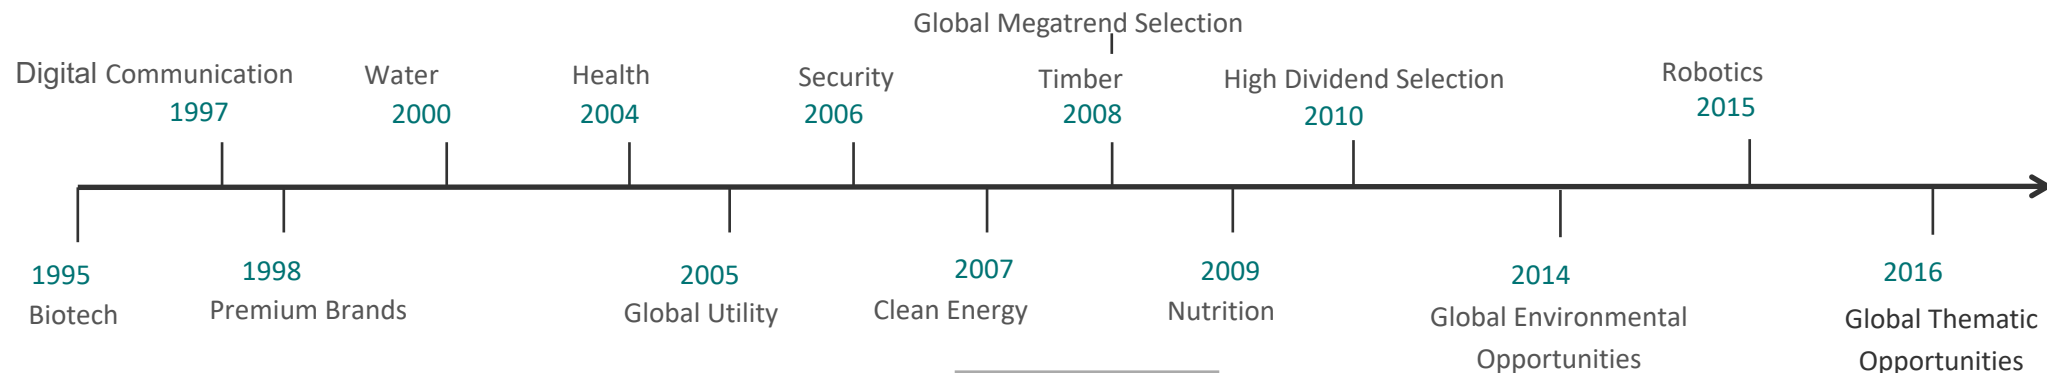 Global Megatrend Selection
Digital Communication
Water
Health
Security
Timber
High Dividend Selection
Robotics
1997
2000
2004
2006
2008
2010
2015
1995
1998
2005
2007
2009
2014
2016
Biotech
Premium Brands
Global Utility
Clean Energy
Nutrition
Global Environmental
Opportunities
Global Thematic
Opportunities